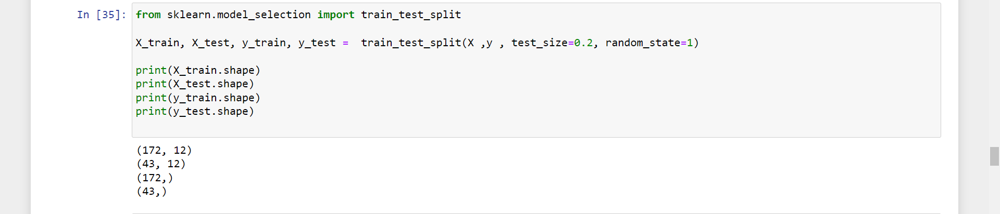 In [35]: from sklearn.model_selection import train_test_split
X_train, X_test, y_train, y_test =  train_test_split(X ,y , test_size=0.2, random_state=1)
print(X_train.shape)
print(X_test.shape)
print(y_train.shape)
print(y_test.shape)
(172, 12)
(43, 12)
(172,)
(43,)